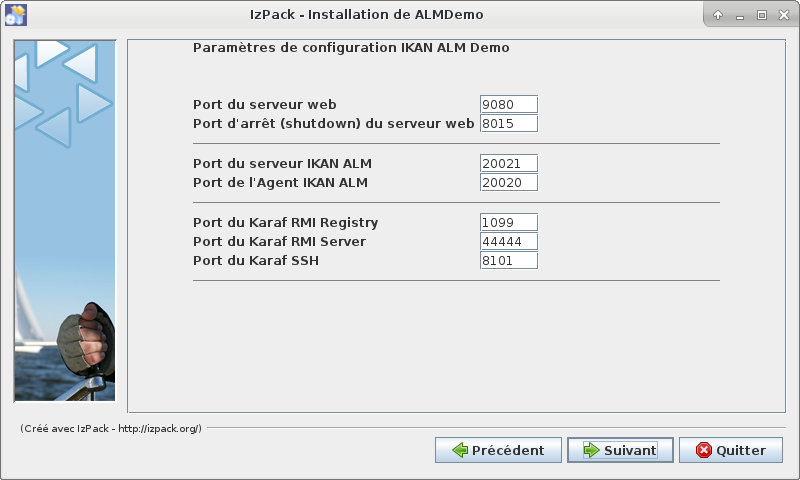 IzPack - Installation de ALMDemo
Paramètres de configuration IKAN ALM Demo
Port du serveur web 9080
Port d'arrêt (shutdown) du serveur web 8015
Port du serveur IKAN ALM 20021
Port de l'Agent IKAN ALM 20020
Port du Karaf RMI Registry 1099
Port du Karaf RMI Server 44444
Port du Karaf SSH 8101
(Créé avec IzPack - http://izpack.org/)
Précédent Suivant Quitter